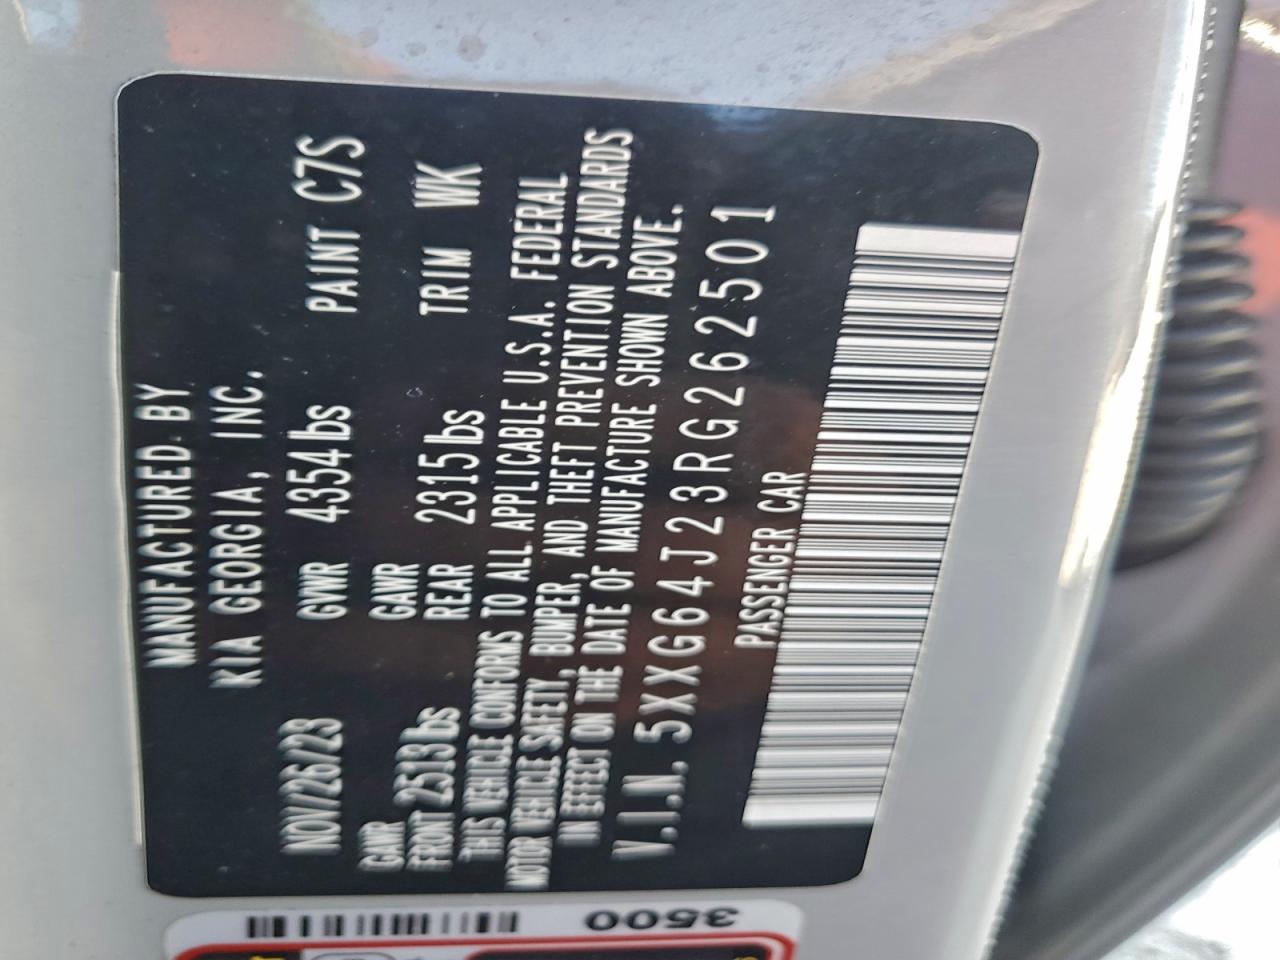 MANUFACTURED BY
KIA GEORGIA, INC.
NOV/26/23 GVWR 4354lbs PAINT C7S
GAWR GAWR
FRONT 2513lbs REAR 2315lbs TRIM WK
THIS VEHICLE CONFORMS TO ALL APPLICABLE U.S.A. FEDERAL
MOTOR VEHICLE SAFETY, BUMPER, AND THEFT PREVENTION STANDARDS
IN EFFECT ON THE DATE OF MANUFACTURE SHOWN ABOVE.
V.I.N. 5XXG64J23RG262501
PASSENGER CAR
3500